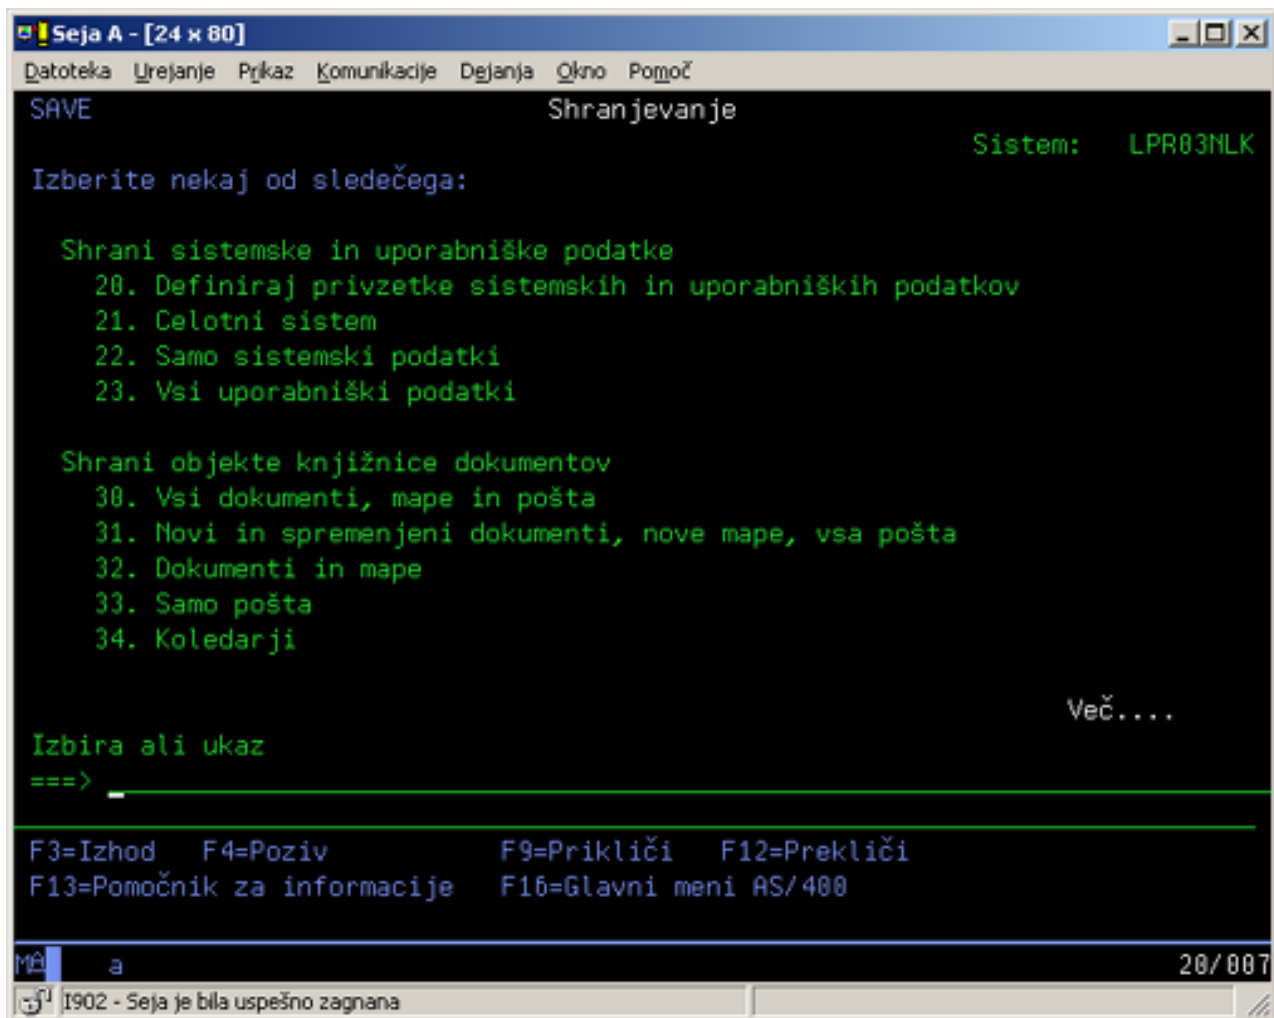 Seja A - [24 x 80]
Datoteka Urejanje Prikaz Komunikacije Dejanja Okno Pomoč
SAVE Shranjevanje
Sistem: LPR03NLK
Izberite nekaj od sledečega:
Shrani sistemske in uporabniške podatke
20. Definiraj privzetke sistemskih in uporabniških podatkov
21. Celotni sistem
22. Samo sistemski podatki
23. Vsi uporabniški podatki
Shrani objekte knjižnice dokumentov
30. Vsi dokumenti, mape in pošta
31. Novi in spremenjeni dokumenti, nove mape, vsa pošta
32. Dokumenti in mape
33. Samo pošta
34. Koledarji
Več....
Izbira ali ukaz
===>
F3=Izhod F4=Poziv F9=Prikliči F12=Prekliči
F13=Pomočnik za informacije F16=Glavni meni AS/400
MA a 20/007
I902 - Seja je bila uspešno zagnana